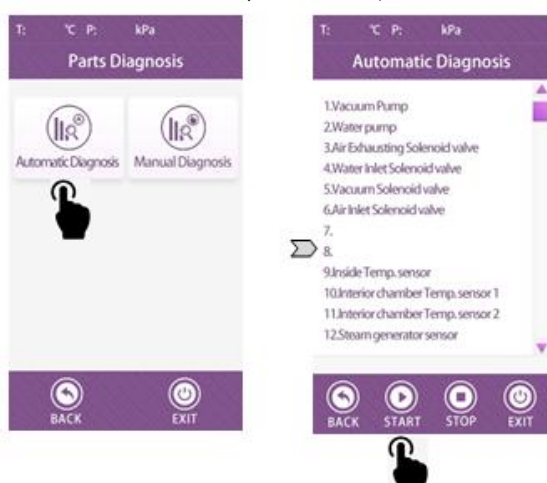 T: ℃ P: kPa
Parts Diagnosis
Automatic Diagnosis Manual Diagnosis
BACK EXIT
T: ℃ P: kPa
Automatic Diagnosis
1.Vacuum Pump
2.Water pump
3.Air Exhausting Solenoid valve
4.Water Inlet Solenoid valve
5.Vacuum Solenoid valve
6.Air Inlet Solenoid valve
7.
8.
9.Inside Temp. sensor
10.Interior chamber Temp. sensor 1
11.Interior chamber Temp. sensor 2
12.Steam generator sensor
BACK START STOP EXIT